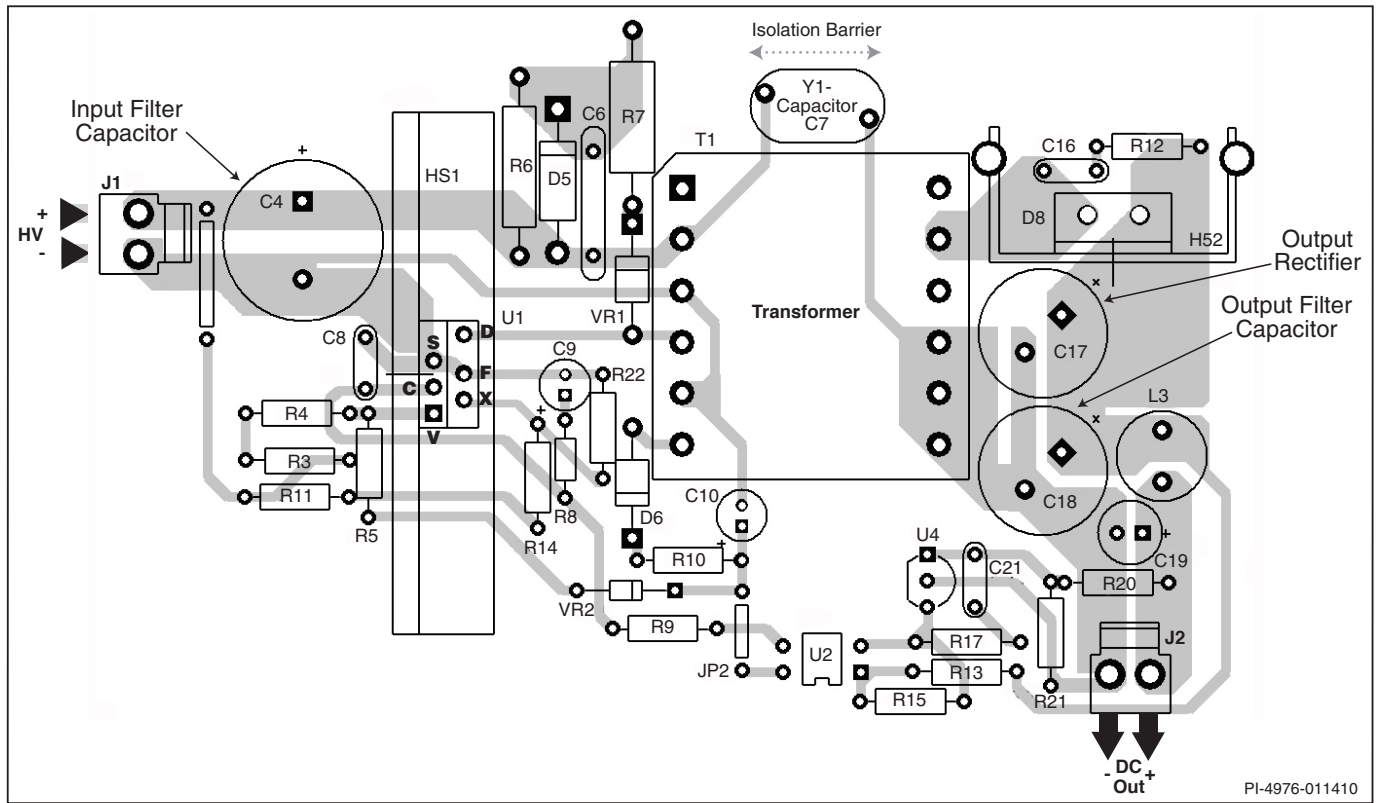 Isolation Barrier
Y1-
Capacitor
C7
Input Filter
Capacitor
+
C4
J1
+
HV
-
HS1
R6
D5
C6
R7
T1
Transformer
C16
R12
D8
H52
Output
Rectifier
Output Filter
Capacitor
x
C17
x
C18
L3
U1
VR1
C8
S
D
F
C
X
V
C9
+
R22
R4
R3
R11
R5
R14
R8
D6
C10
+
R10
VR2
R9
JP2
U2
U4
C21
C19
+
R20
R17
R13
R15
R21
J2
- DC +
Out
PI-4976-011410